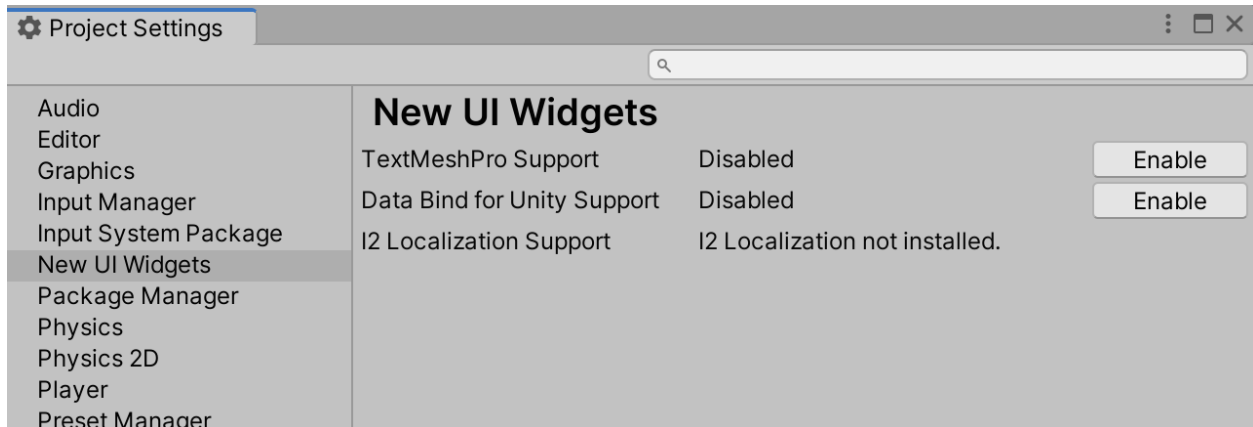 Project Settings
Audio
Editor
Graphics
Input Manager
Input System Package
New UI Widgets
Package Manager
Physics
Physics 2D
Player
Preset Manager
New UI Widgets
TextMeshPro Support Disabled Enable
Data Bind for Unity Support Disabled Enable
I2 Localization Support I2 Localization not installed.